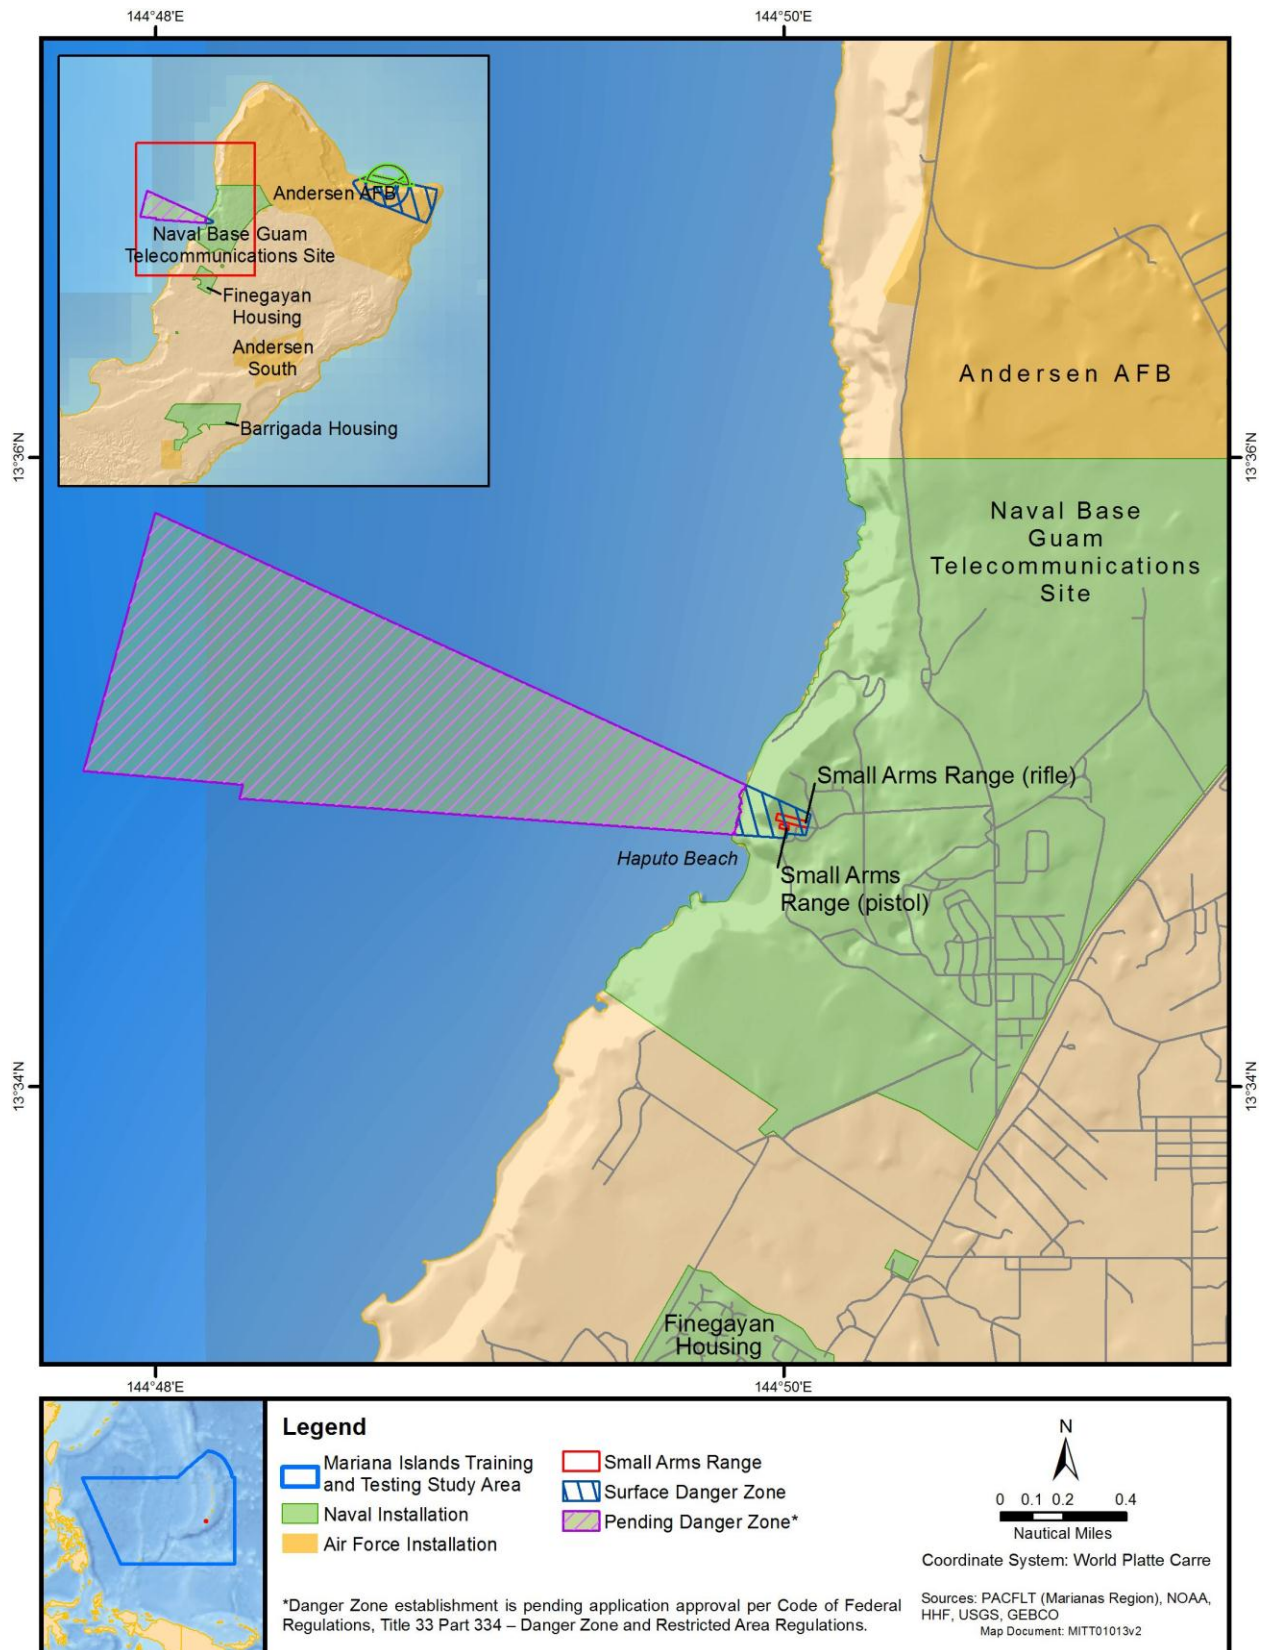 144°48'E
144°50'E
Andersen AFB
Naval Base Guam
Telecommunications Site
Finegayan
Housing
Andersen
South
Barrigada Housing
Andersen AFB
13°36'N
13°36'N
Naval Base
Guam
Telecommunications
Site
Small Arms Range (rifle)
Haputo Beach
Small Arms
Range (pistol)
13°34'N
13°34'N
Finegayan
Housing
144°48'E
144°50'E
Legend
Mariana Islands Training
and Testing Study Area
Naval Installation
Air Force Installation
Small Arms Range
Surface Danger Zone
Pending Danger Zone*
N
0 0.1 0.2 0.4
Nautical Miles
Coordinate System: World Platte Carre
*Danger Zone establishment is pending application approval per Code of Federal
Regulations, Title 33 Part 334 – Danger Zone and Restricted Area Regulations.
Sources: PACFLT (Marianas Region), NOAA,
HHF, USGS, GEBCO
Map Document: MITT01013v2